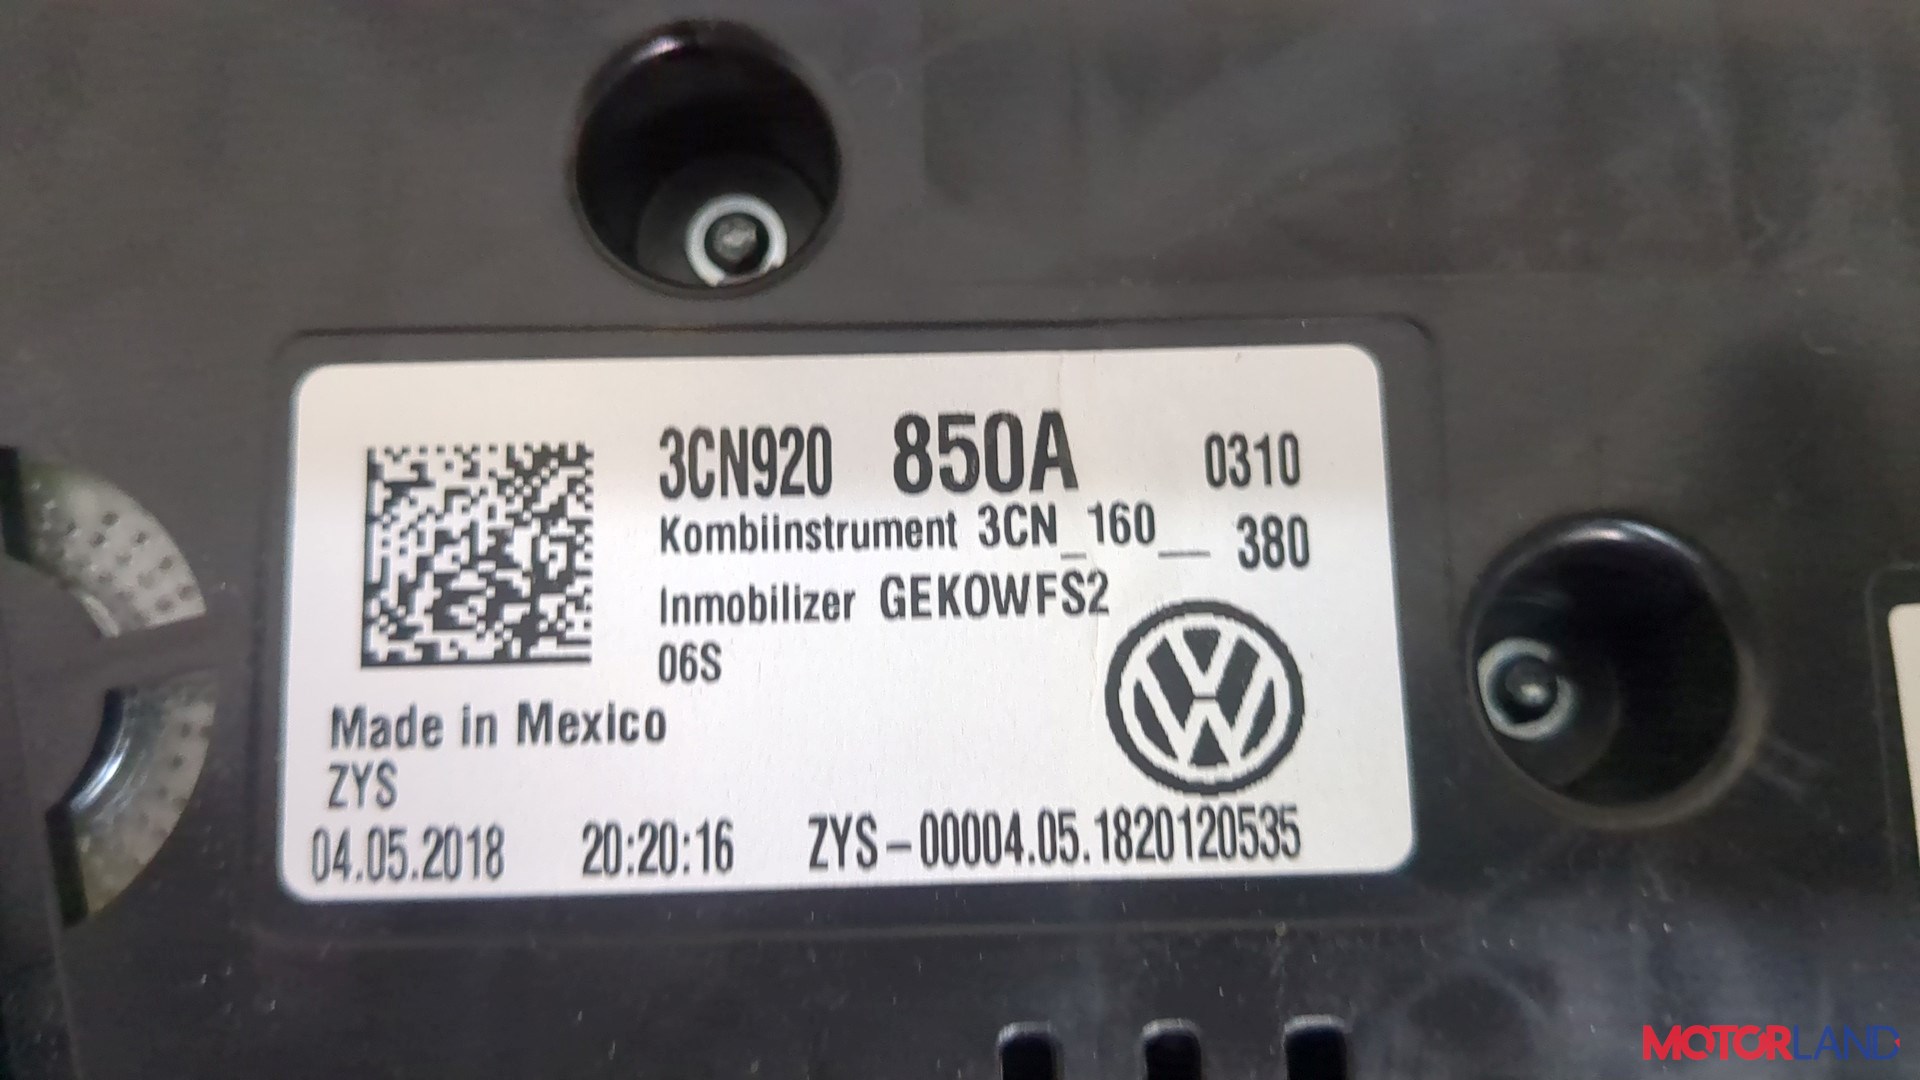 3CN920 850A 0310
Kombiinstrument 3CN_160__ 380
Inmobilizer GEKOWFS2
06S
Made in Mexico
ZYS
04.05.2018 20:20:16 ZYS-00004.05.1820120535
MOTORLAND